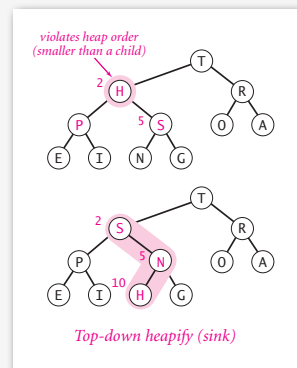 violates heap order
(smaller than a child)
T
2 H R
P 5 S O A
E I N G
T
2 S R
P 5 N O A
E I 10 H G
Top-down heapify (sink)